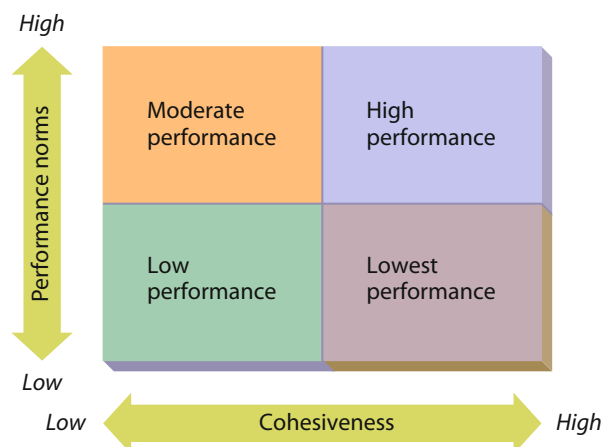 High
Performance norms
Moderate
performance
High
performance
Low
performance
Lowest
performance
Low
Low
Cohesiveness
High